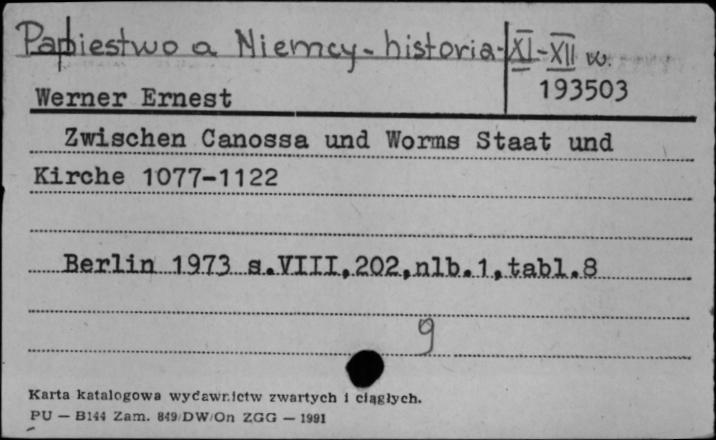 Papiestwo a Niemcy - historia - XI - XII w.
Werner Ernest
193503
Zwischen Canossa und Worms Staat und
Kirche 1077-1122
Berlin 1973 s.VIII,202,nlb.1,tabl.8
g
Karta katalogowa wydawnictw zwartych i ciągłych.
PU — B144 Zam. 849/DW/On ZGG — 1991